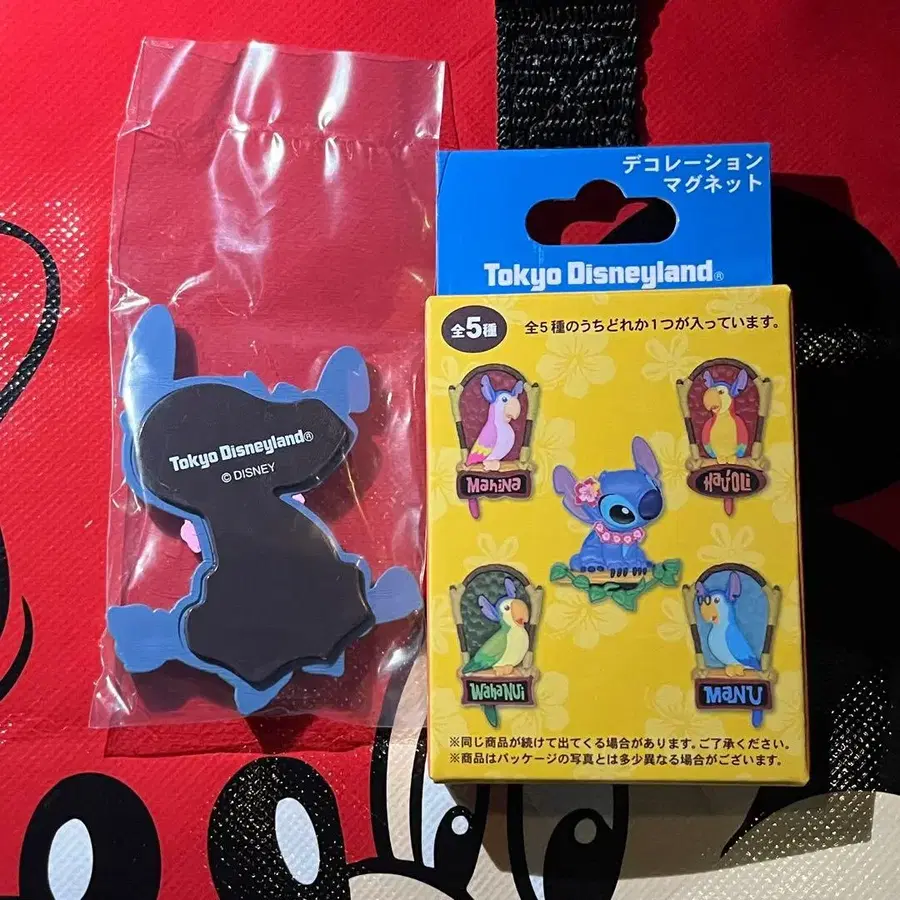 デコレーション
マグネット
Tokyo Disneyland®
全5種
全5種のうちどれか1つが入っています。
Mahina
Hau'Oli
Waha Nui
MaNU
※同じ商品が続けて出てくる場合があります。ご了承ください。
※商品はパッケージの写真とは多少異なる場合がございます。
Tokyo Disneyland®
© DISNEY